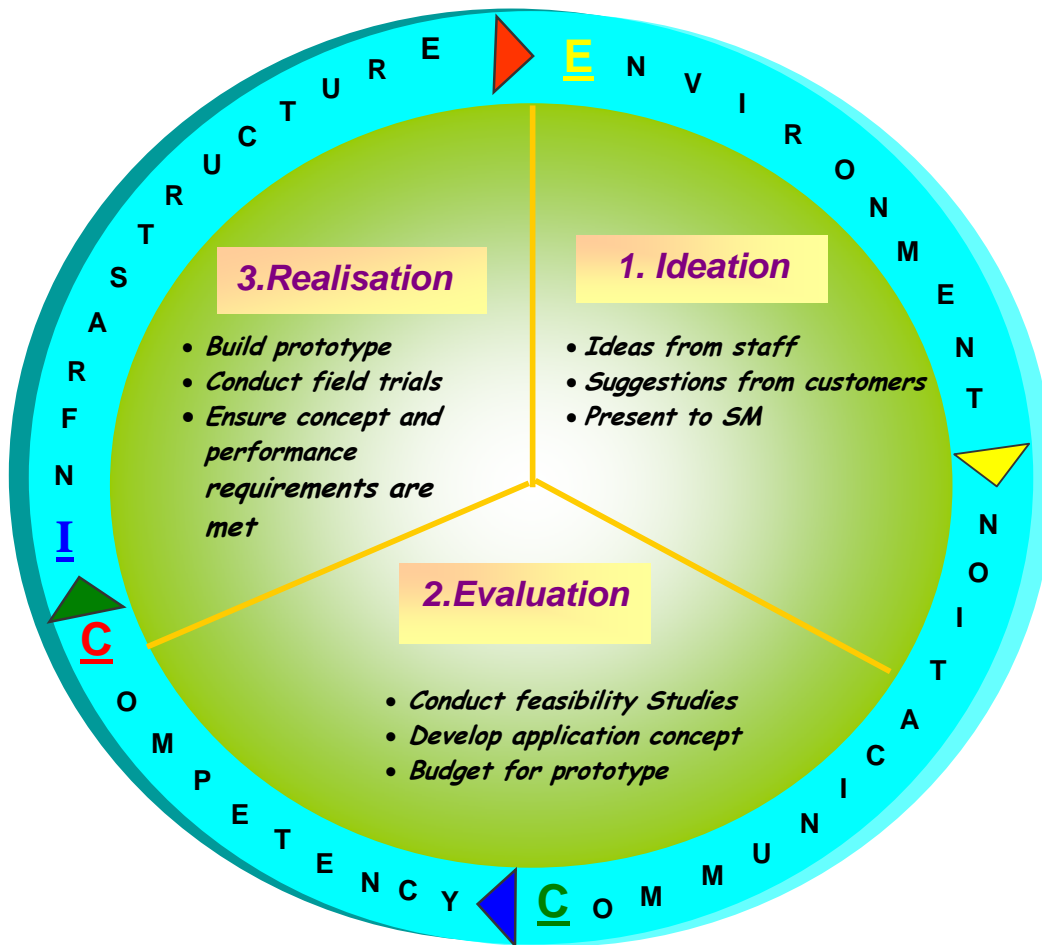 ENVIRONMENT
COMMUNICATION
COMPETENCY
INFRASTRUCTURE
1. Ideation
• Ideas from staff
• Suggestions from customers
• Present to SM
2.Evaluation
• Conduct feasibility Studies
• Develop application concept
• Budget for prototype
3.Realisation
• Build prototype
• Conduct field trials
• Ensure concept and
performance
requirements are
met